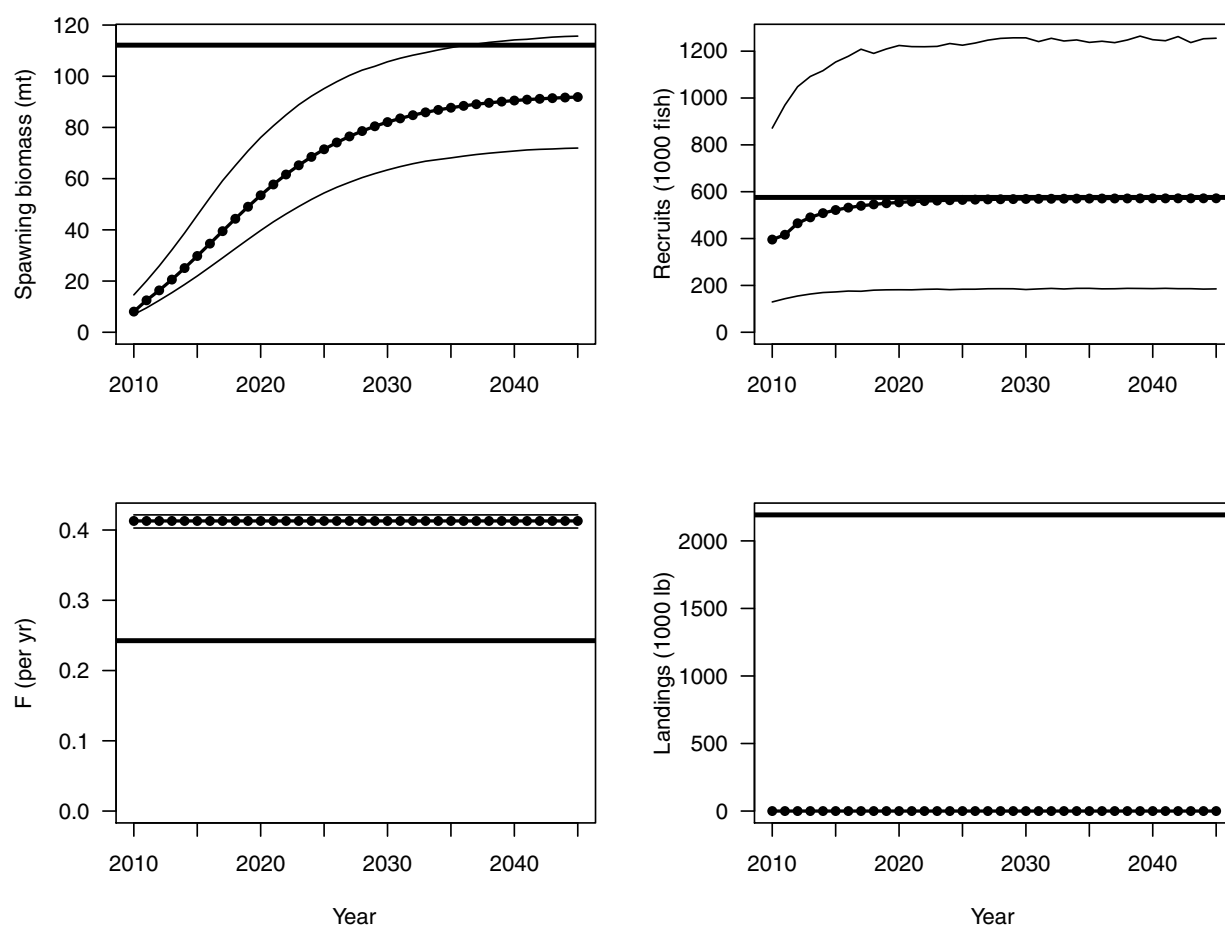 Spawning biomass (mt)
120
100
80
60
40
20
0
2010 2020 2030 2040
Recruits (1000 fish)
1200
1000
800
600
400
200
0
2010 2020 2030 2040
F (per yr)
0.4
0.3
0.2
0.1
0.0
2010 2020 2030 2040
Year
Landings (1000 lb)
2000
1500
1000
500
0
2010 2020 2030 2040
Year